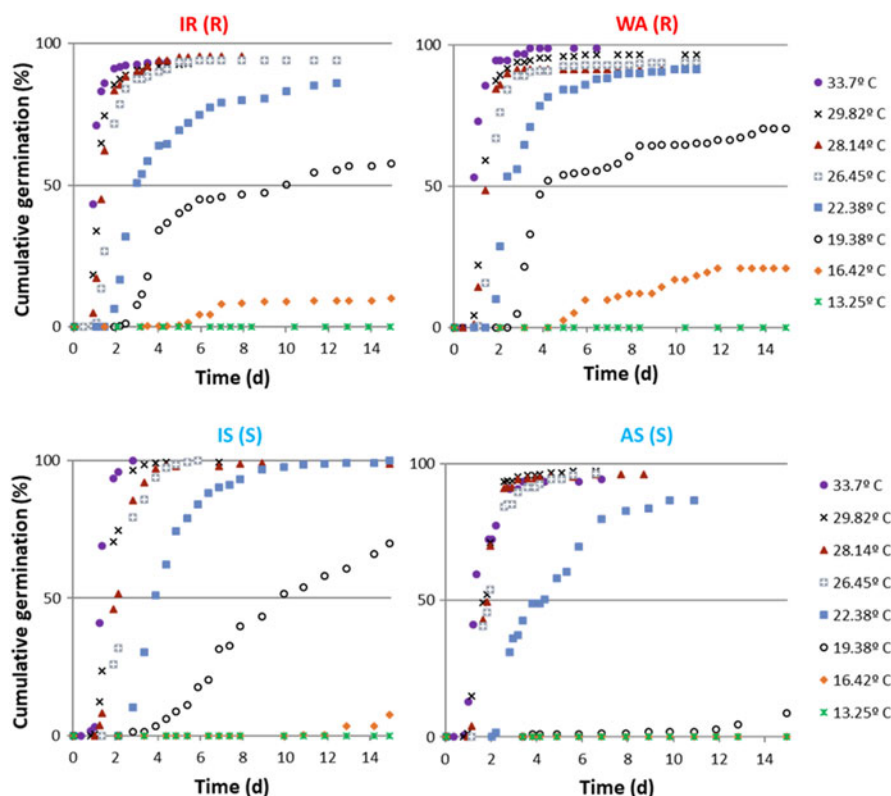 IR (R)
WA (R)
Cumulative germination (%)
100
50
0
0 2 4 6 8 10 12 14
Time (d)
100
50
0
0 2 4 6 8 10 12 14
Time (d)
33.7º C
29.82º C
28.14º C
26.45º C
22.38º C
19.38º C
16.42º C
13.25º C
IS (S)
AS (S)
Cumulative germination (%)
100
50
0
0 2 4 6 8 10 12 14
Time (d)
100
50
0
0 2 4 6 8 10 12 14
Time (d)
33.7º C
29.82º C
28.14º C
26.45º C
22.38º C
19.38º C
16.42º C
13.25º C